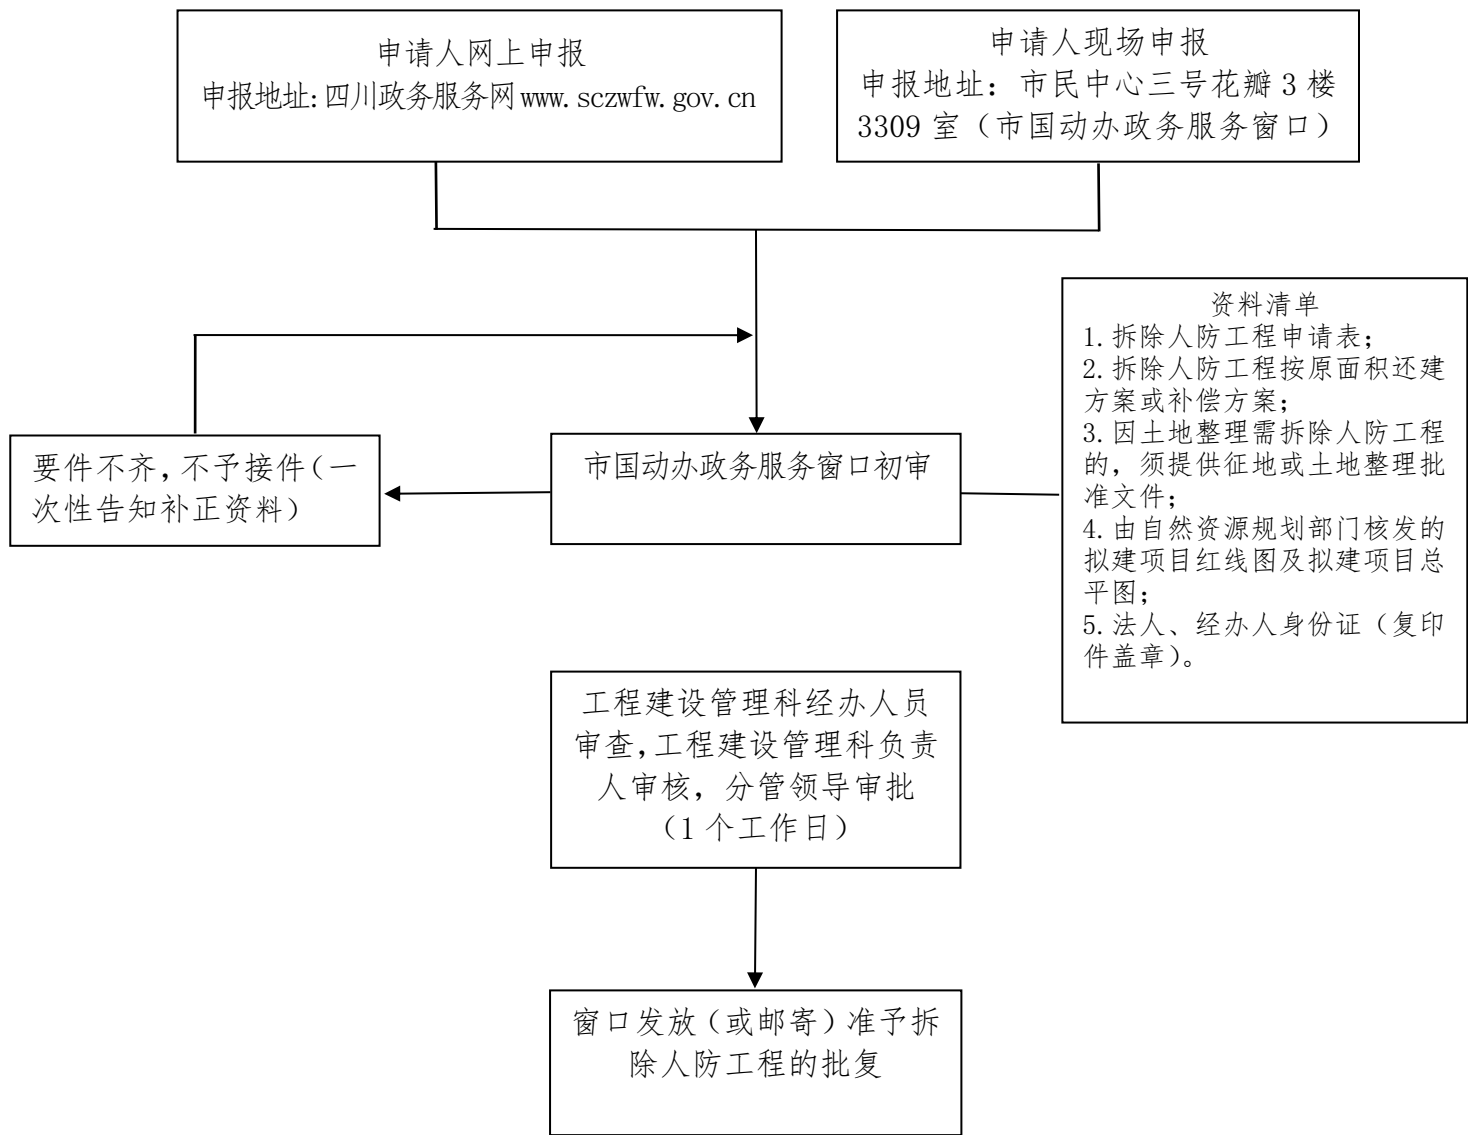 申请人网上申报
申报地址:四川政务服务网www.sczwfw.gov.cn
申请人现场申报
申报地址：市民中心三号花瓣3楼
3309室（市国动办政务服务窗口）
资料清单
1.拆除人防工程申请表；
2.拆除人防工程按原面积还建
方案或补偿方案；
3.因土地整理需拆除人防工程
的，须提供征地或土地整理批
准文件；
4.由自然资源规划部门核发的
拟建项目红线图及拟建项目总
平图；
5.法人、经办人身份证（复印
件盖章）。
要件不齐，不予接件（一
次性告知补正资料）
市国动办政务服务窗口初审
工程建设管理科经办人员
审查，工程建设管理科负责
人审核，分管领导审批
（1个工作日）
窗口发放（或邮寄）准予拆
除人防工程的批复